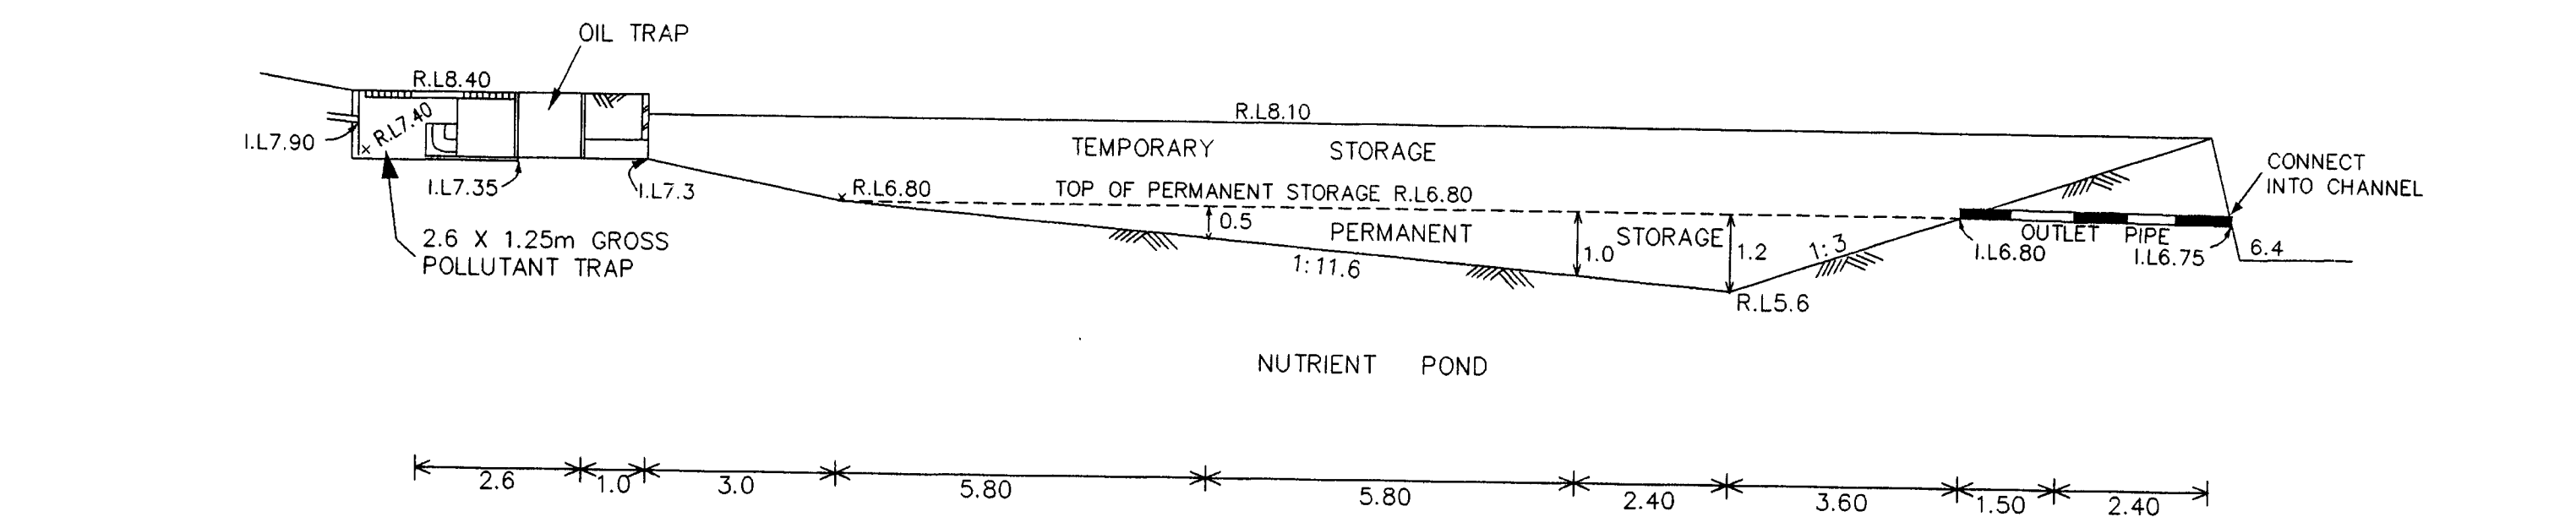 OIL TRAP
R.L8.40
R.L7.40
I.L7.90
I.L7.35
I.L7.3
2.6 X 1.25m GROSS
POLLUTANT TRAP
R.L8.10
TEMPORARY STORAGE
R.L6.80
TOP OF PERMANENT STORAGE R.L6.80
0.5
PERMANENT STORAGE
1:11.6
1.0
1.2
1:3
R.L5.6
OUTLET PIPE
I.L6.80
I.L6.75
CONNECT
INTO CHANNEL
6.4
NUTRIENT POND
2.6
1.0
3.0
5.80
5.80
2.40
3.60
1.50
2.40